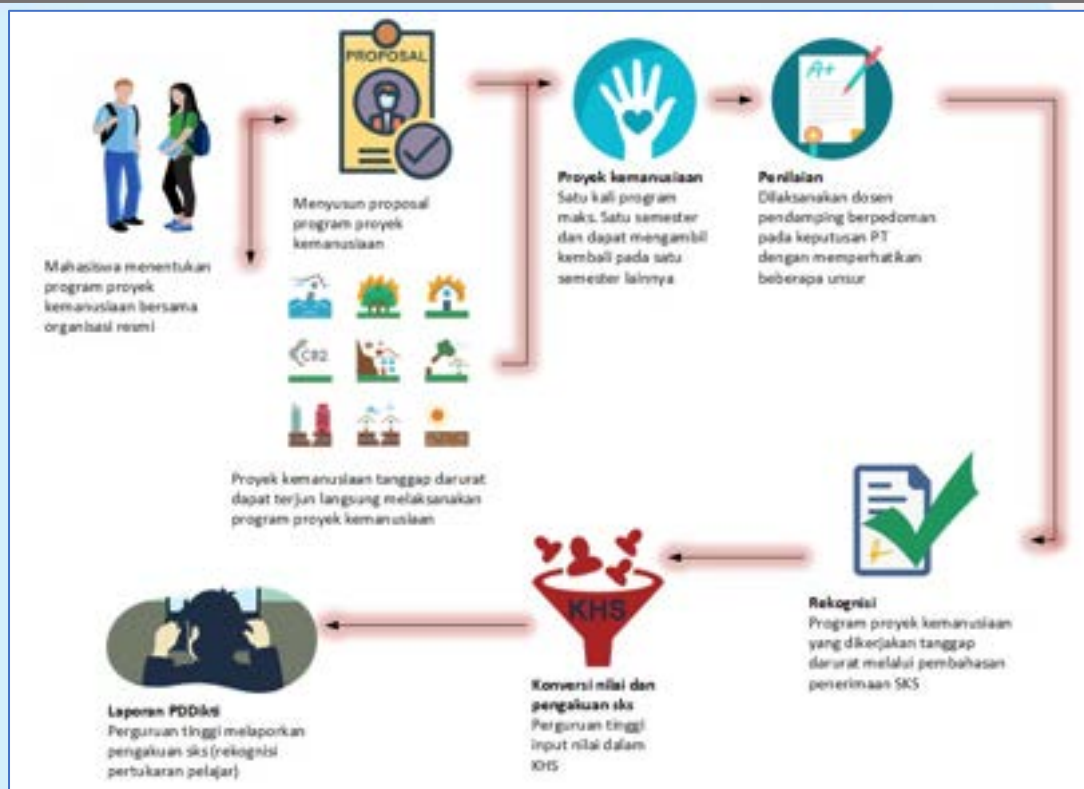 PROPOSAL
Mahasiswa menentukan
program proyek
kemanusiaan bersama
organisasi resmi
Menyusun proposal
program proyek
kemanusiaan
Proyek kemanusiaan tanggap darurat
dapat terjun langsung melaksanakan
program proyek kemanusiaan
Proyek kemanusiaan
Satu kali program
maks. Satu semester
dan dapat mengambil
kembali pada satu
semester lainnya
A+
Penilaian
Dilaksanakan dosen
pendamping berpedoman
pada keputusan PT
dengan memperhatikan
beberapa unsur
Rekognisi
Program proyek kemanusiaan
yang dikerjakan tanggap
darurat melalui pembahasan
penerimaan SKS
KHS
Konversi nilai dan
pengakuan sks
Perguruan tinggi
input nilai dalam
KHS
Laporan PDDikti
Perguruan tinggi melaporkan
pengakuan sks (rekognisi
pertukaran pelajar)